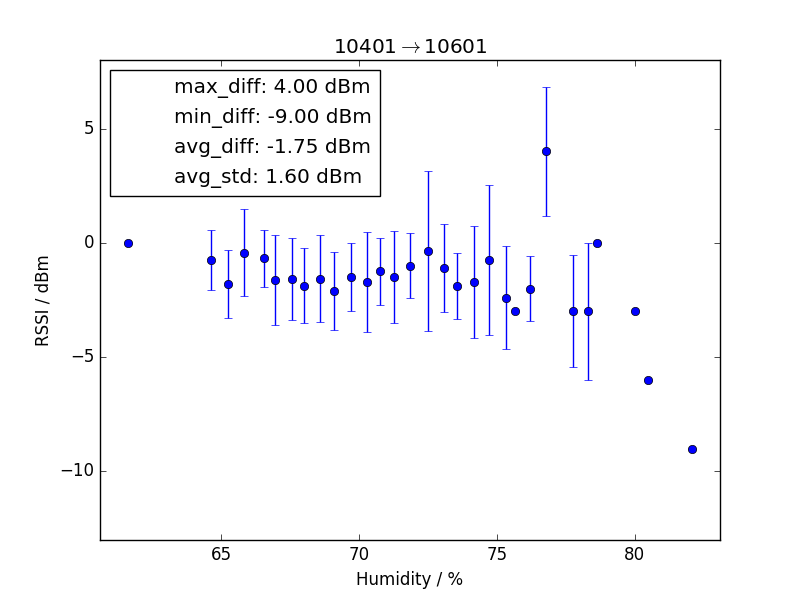 10401→10601
max_diff: 4.00 dBm
min_diff: -9.00 dBm
avg_diff: -1.75 dBm
avg_std: 1.60 dBm
RSSI / dBm
5
0
−5
−10
65 70 75 80
Humidity / %